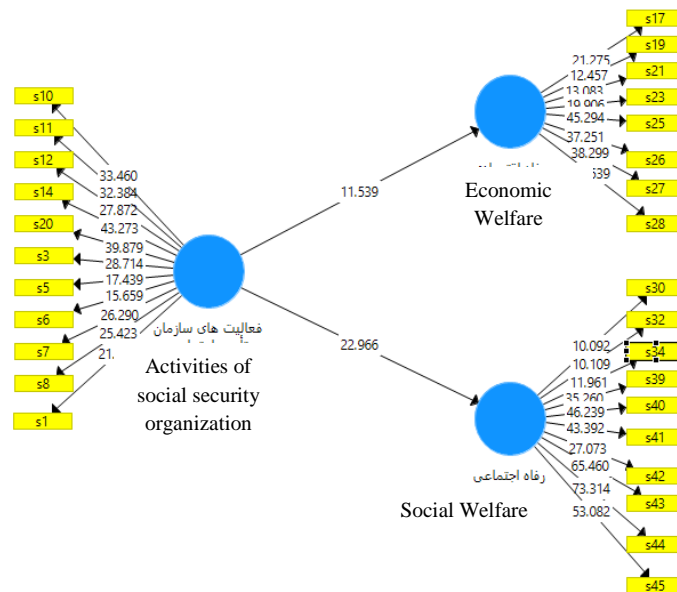 s10
s11
s12
s14
s20
s3
s5
s6
s7
s8
s1
33.460
32.384
27.872
43.273
39.879
28.714
17.439
15.659
26.290
25.423
21.
فعالیت های سازمان
Activities of
social security
organization
11.539
22.966
Economic
Welfare
21.275
12.457
13.083
19.906
45.294
37.251
38.299
s17
s19
s21
s23
s25
s26
s27
s28
رفاه اجتماعی
Social Welfare
10.092
10.109
11.961
35.260
46.239
43.392
27.073
65.460
73.314
53.082
s30
s32
s34
s39
s40
s41
s42
s43
s44
s45